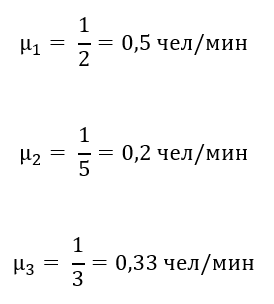 μ₁ = 1/2 = 0,5 чел/мин
μ₂ = 1/5 = 0,2 чел/мин
μ₃ = 1/3 = 0,33 чел/мин